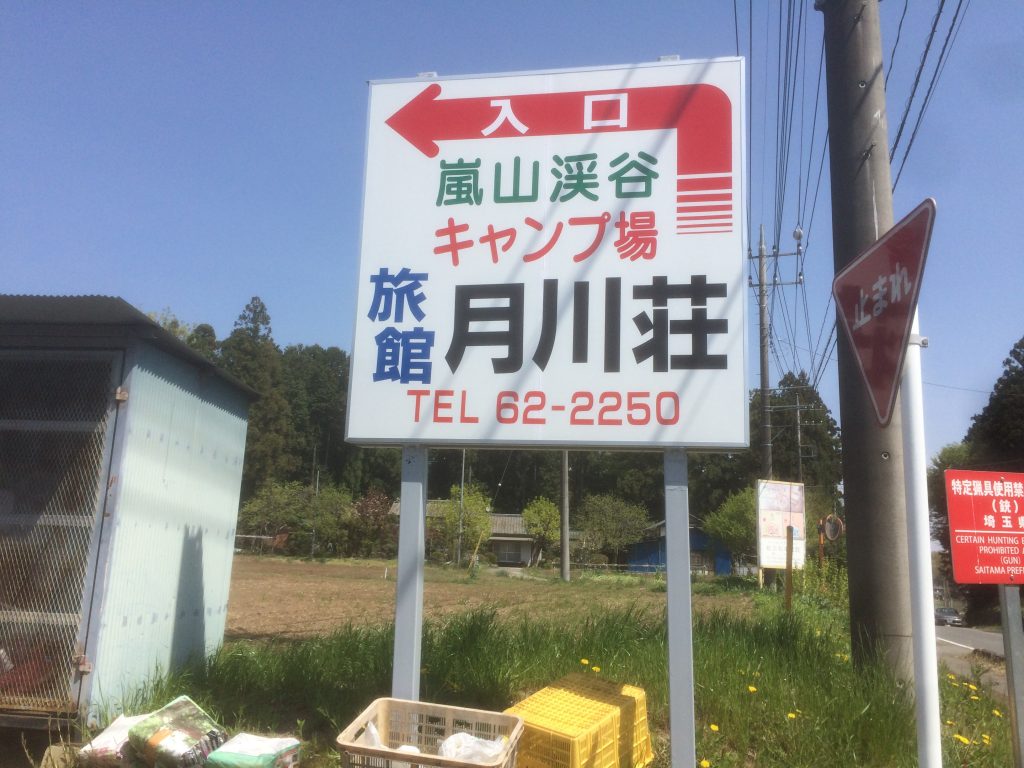 入口
嵐山渓谷
キャンプ場
旅館
月川荘
TEL 62-2250
止まれ
特定猟具使用禁
（銃）
埼玉県
CERTAIN HUNTING
PROHIBITED
(GUN)
SAITAMA PREF